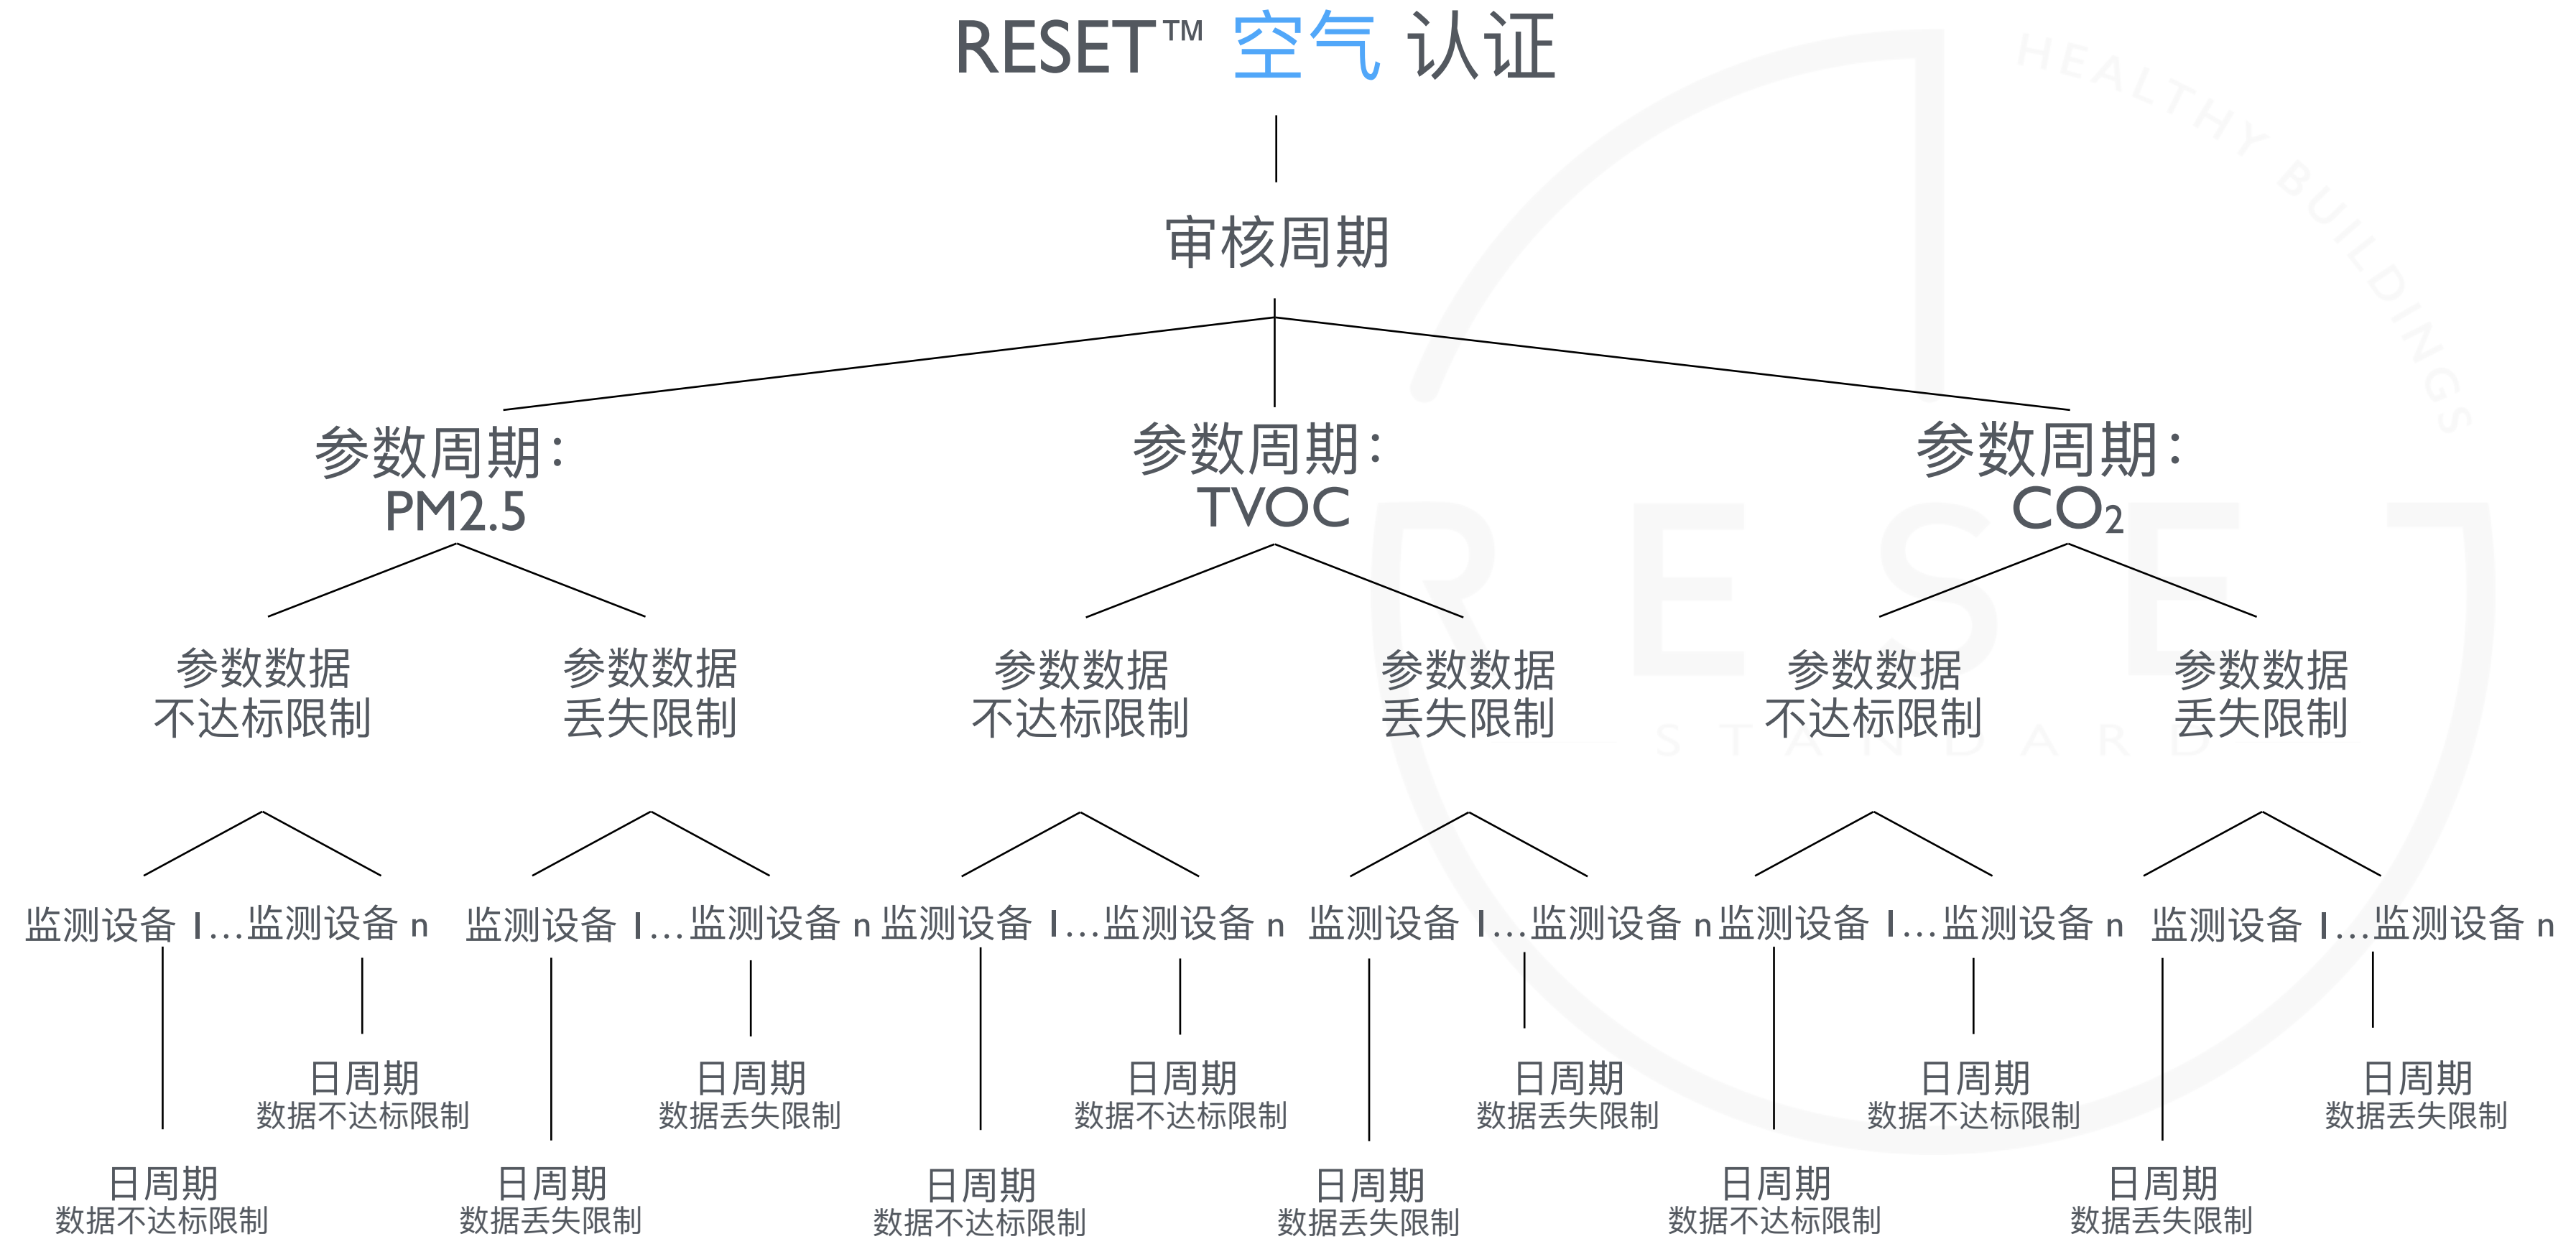 RESET™ 空气 认证
HEALTHY BUILDINGS
审核周期
参数周期：
PM2.5
参数周期：
TVOC
参数周期：
CO₂
RESET
STANDARD
参数数据
不达标限制
参数数据
丢失限制
参数数据
不达标限制
参数数据
丢失限制
参数数据
不达标限制
参数数据
丢失限制
监测设备 1…监测设备 n
监测设备 1…监测设备 n
监测设备 1…监测设备 n
监测设备 1…监测设备 n
监测设备 1…监测设备 n
监测设备 1…监测设备 n
日周期
数据不达标限制
日周期
数据丢失限制
日周期
数据不达标限制
日周期
数据丢失限制
日周期
数据不达标限制
日周期
数据丢失限制
日周期
数据不达标限制
日周期
数据丢失限制
日周期
数据不达标限制
日周期
数据丢失限制
日周期
数据不达标限制
日周期
数据丢失限制